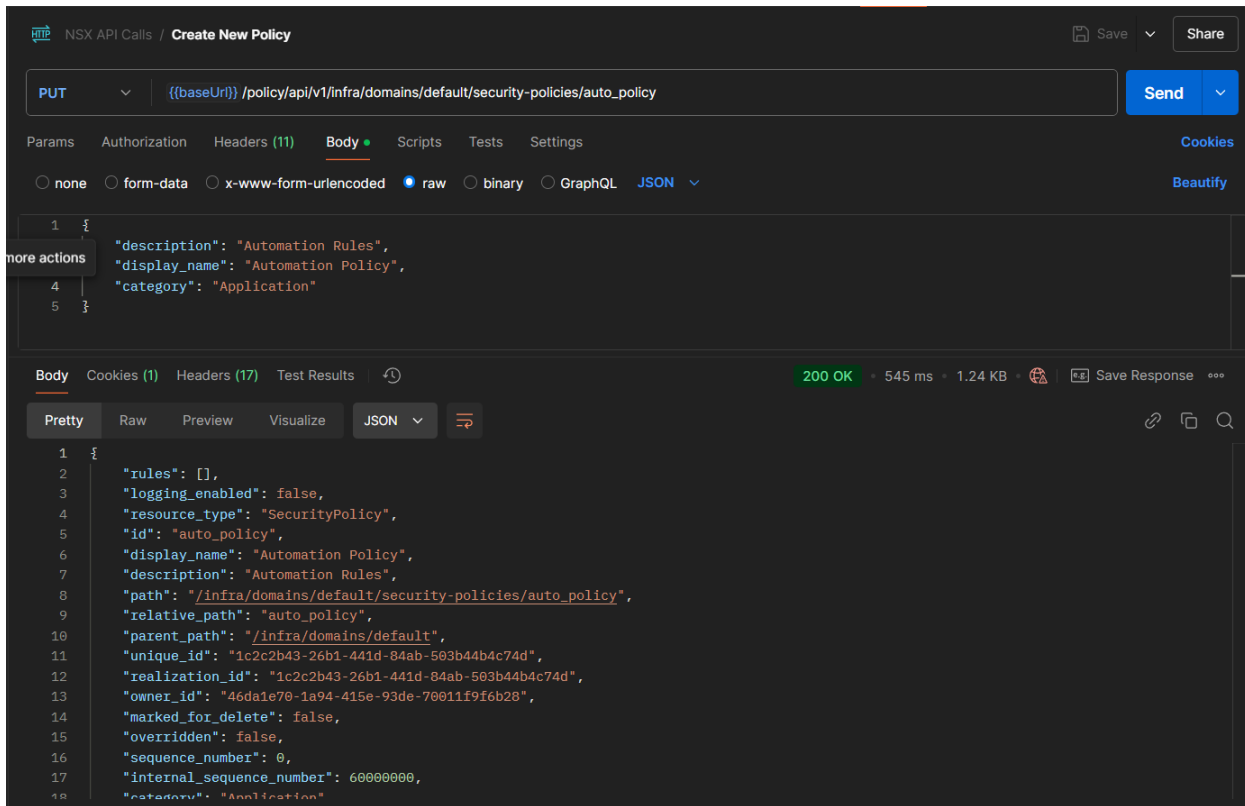 HTTP NSX API Calls / Create New Policy Save Share
PUT {{baseUrl}} /policy/api/v1/infra/domains/default/security-policies/auto_policy Send
Params Authorization Headers (11) Body Scripts Tests Settings Cookies
none form-data x-www-form-urlencoded raw binary GraphQL JSON Beautify
1 {
"description": "Automation Rules",
more actions
"display_name": "Automation Policy",
4 "category": "Application"
5 }
Body Cookies (1) Headers (17) Test Results 200 OK 545 ms 1.24 KB e.g. Save Response
Pretty Raw Preview Visualize JSON
1 {
2 "rules": [],
3 "logging_enabled": false,
4 "resource_type": "SecurityPolicy",
5 "id": "auto_policy",
6 "display_name": "Automation Policy",
7 "description": "Automation Rules",
8 "path": "/infra/domains/default/security-policies/auto_policy",
9 "relative_path": "auto_policy",
10 "parent_path": "/infra/domains/default",
11 "unique_id": "1c2c2b43-26b1-441d-84ab-503b44b4c74d",
12 "realization_id": "1c2c2b43-26b1-441d-84ab-503b44b4c74d",
13 "owner_id": "46da1e70-1a94-415e-93de-70011f9f6b28",
14 "marked_for_delete": false,
15 "overridden": false,
16 "sequence_number": 0,
17 "internal_sequence_number": 60000000,
18 "category": "Application"